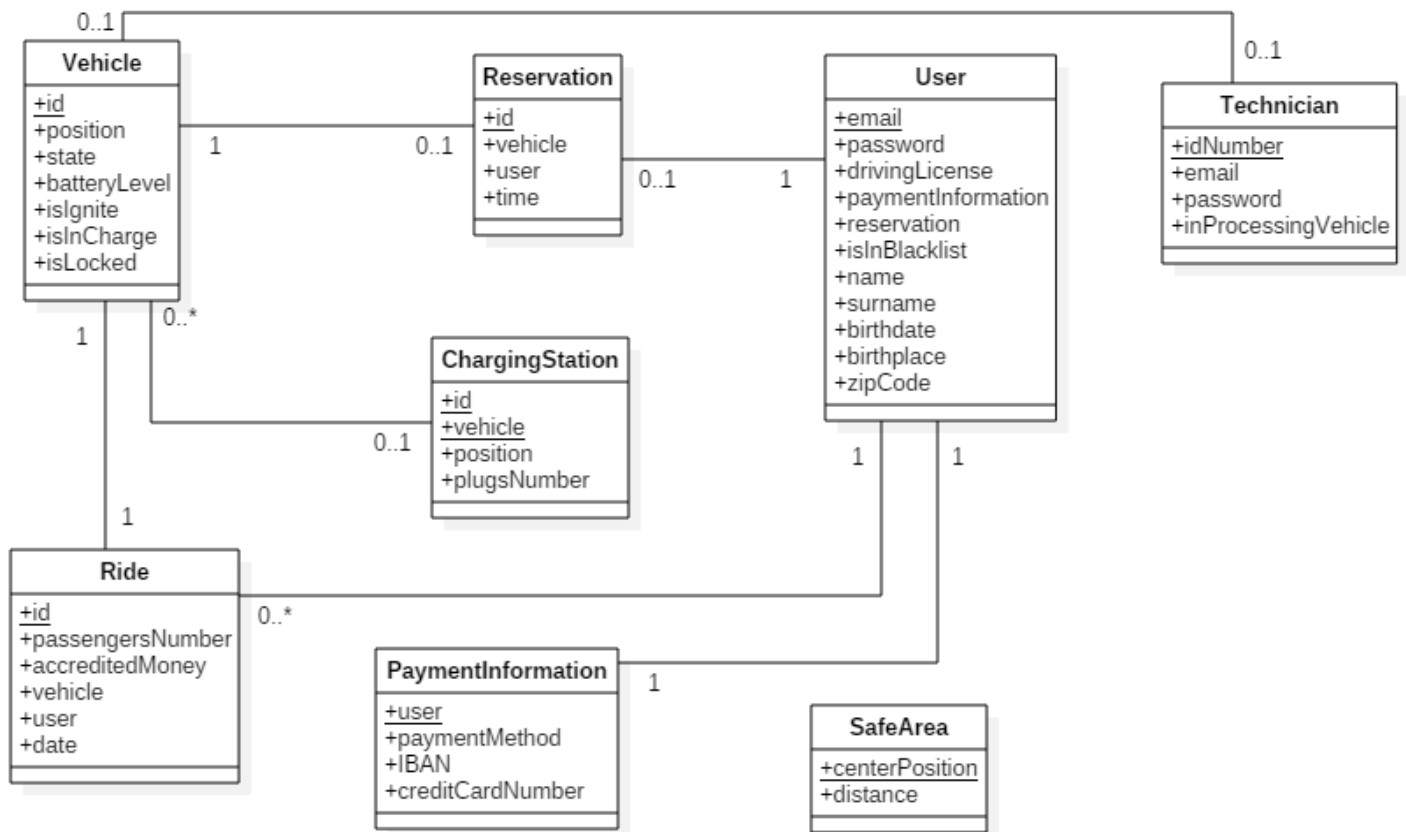 0..1
Vehicle
+id
+position
+state
+batteryLevel
+isIgnite
+isInCharge
+isLocked
1
0..1
Reservation
+id
+vehicle
+user
+time
0..1
1
User
+email
+password
+drivingLicense
+paymentInformation
+reservation
+isInBlacklist
+name
+surname
+birthdate
+birthplace
+zipCode
0..1
Technician
+idNumber
+email
+password
+inProcessingVehicle
1
0..*
ChargingStation
+id
+vehicle
+position
+plugsNumber
0..1
1
1
1
Ride
+id
+passengersNumber
+accreditedMoney
+vehicle
+user
+date
0..*
PaymentInformation
+user
+paymentMethod
+IBAN
+creditCardNumber
1
SafeArea
+centerPosition
+distance